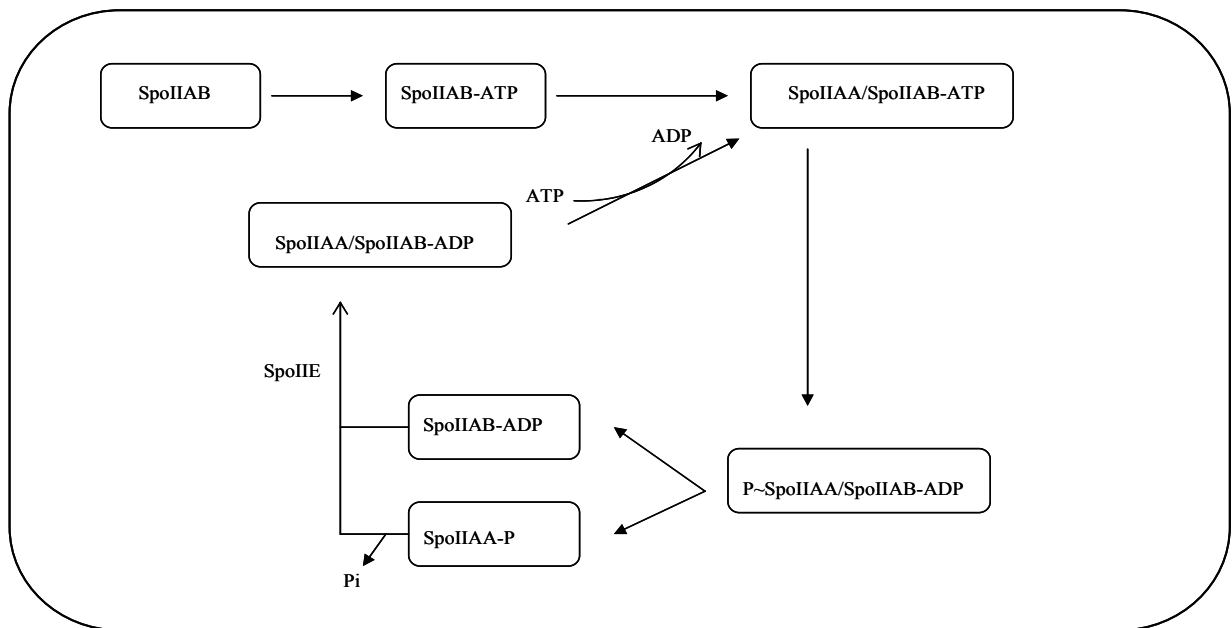 SpoIIAB
SpoIIAB-ATP
SpoIIAA/SpoIIAB-ATP
ADP
ATP
SpoIIAA/SpoIIAB-ADP
SpoIIE
SpoIIAB-ADP
P~SpoIIAA/SpoIIAB-ADP
SpoIIAA-P
Pi